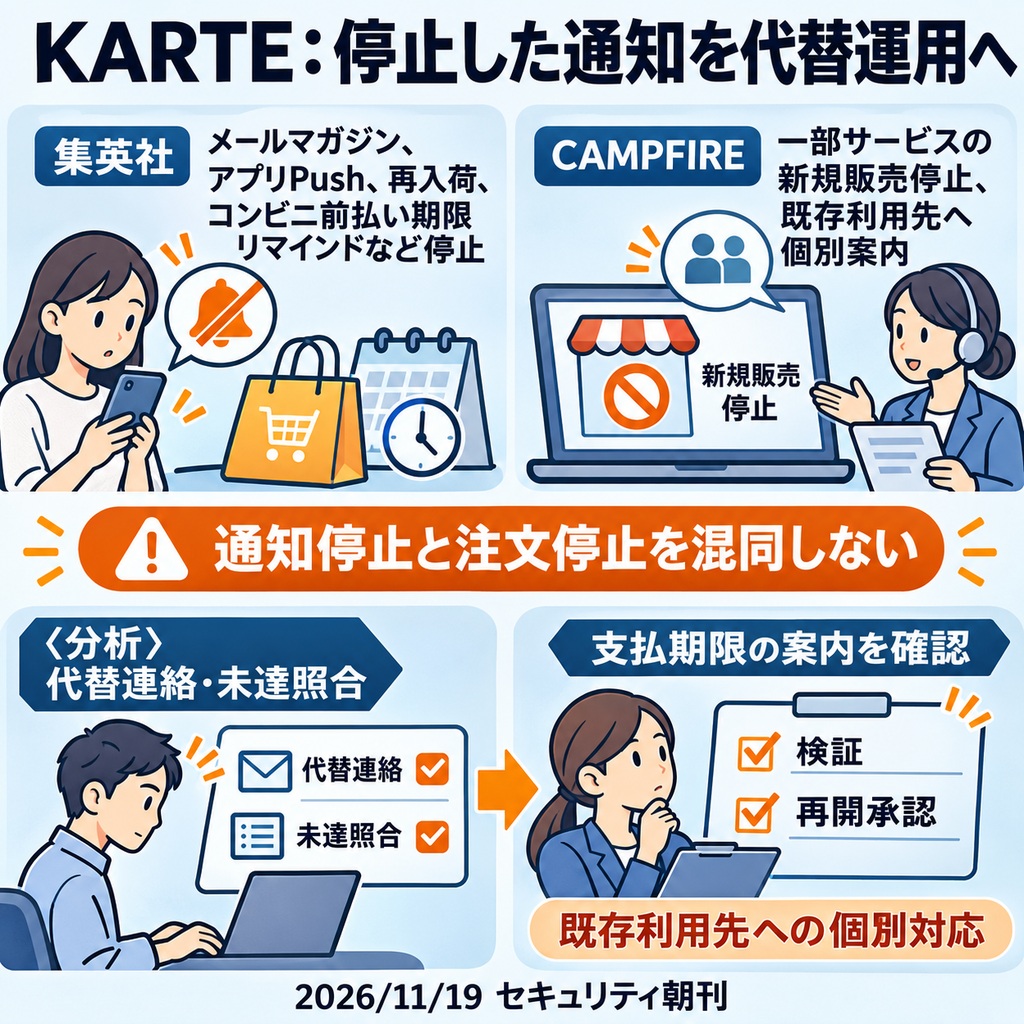 KARTE：停止した通知を代替運用へ
集英社
メールマガジン、
アプリPush、再入荷、
コンビニ前払い期限
リマインドなど停止
CAMPFIRE
一部サービスの
新規販売停止、
既存利用先へ
個別案内
新規販売
停止
通知停止と注文停止を混同しない
〈分析〉
代替連絡・未達照合
代替連絡
未達照合
支払期限の案内を確認
検証
再開承認
既存利用先への個別対応
2026/11/19 セキュリティ朝刊